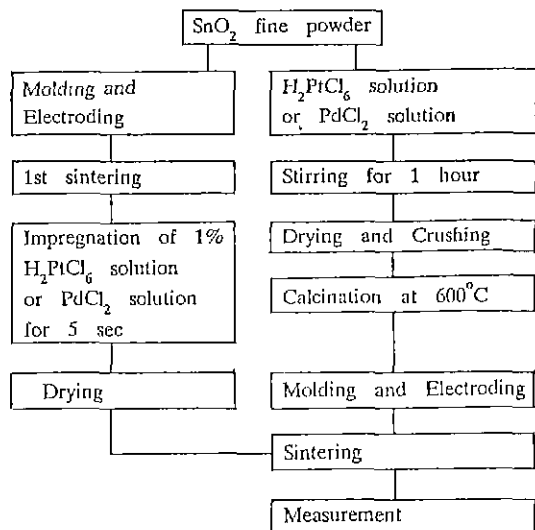 SnO₂ fine powder
Molding and
Electroding
1st sintering
Impregnation of 1%
H₂PtCl₆ solution
or PdCl₂ solution
for 5 sec
Drying
H₂PtCl₆ solution
or PdCl₂ solution
Stirring for 1 hour
Drying and Crushing
Calcination at 600°C
Molding and Electroding
Sintering
Measurement